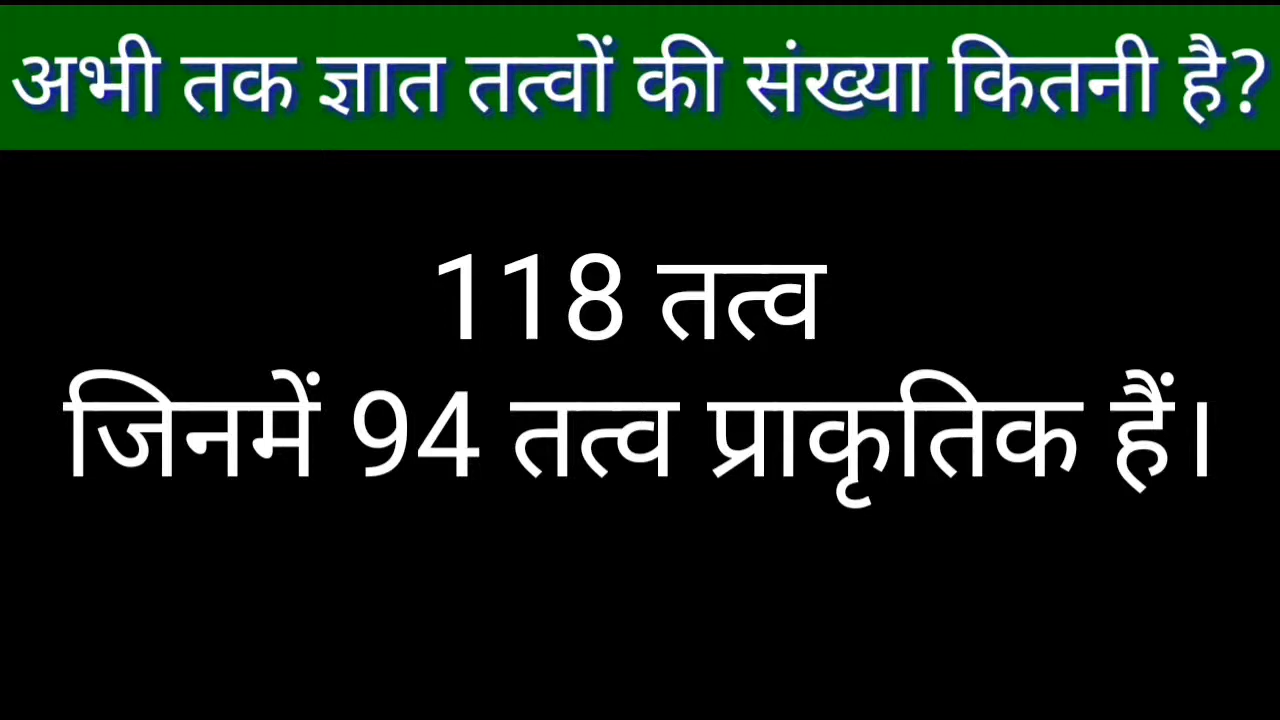 अभी तक ज्ञात तत्वों की संख्या कितनी है?
118 तत्व
जिनमें 94 तत्व प्राकृतिक हैं।